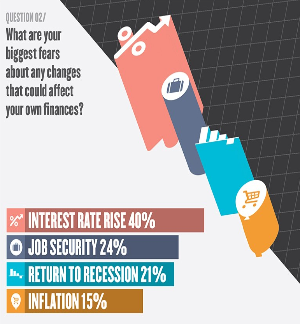 QUESTION 02/
What are your
biggest fears
about any changes
that could affect
your own finances?
INTEREST RATE RISE 40%
JOB SECURITY 24%
RETURN TO RECESSION 21%
INFLATION 15%